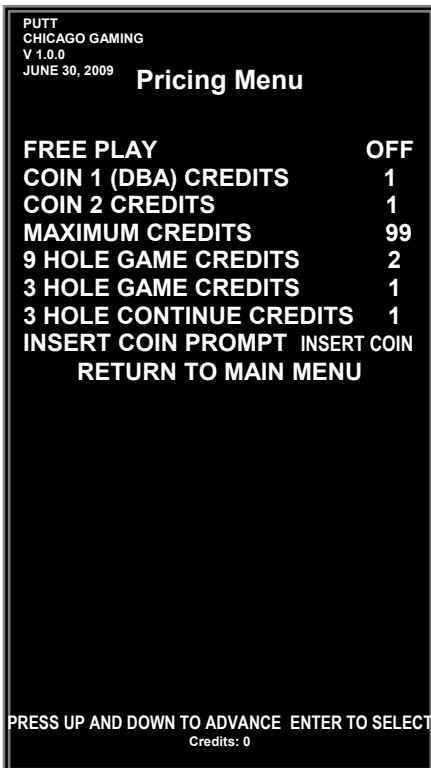 PUTT
CHICAGO GAMING
V 1.0.0
JUNE 30, 2009
Pricing Menu
FREE PLAY OFF
COIN 1 (DBA) CREDITS 1
COIN 2 CREDITS 1
MAXIMUM CREDITS 99
9 HOLE GAME CREDITS 2
3 HOLE GAME CREDITS 1
3 HOLE CONTINUE CREDITS 1
INSERT COIN PROMPT INSERT COIN
RETURN TO MAIN MENU
PRESS UP AND DOWN TO ADVANCE ENTER TO SELECT
Credits: 0